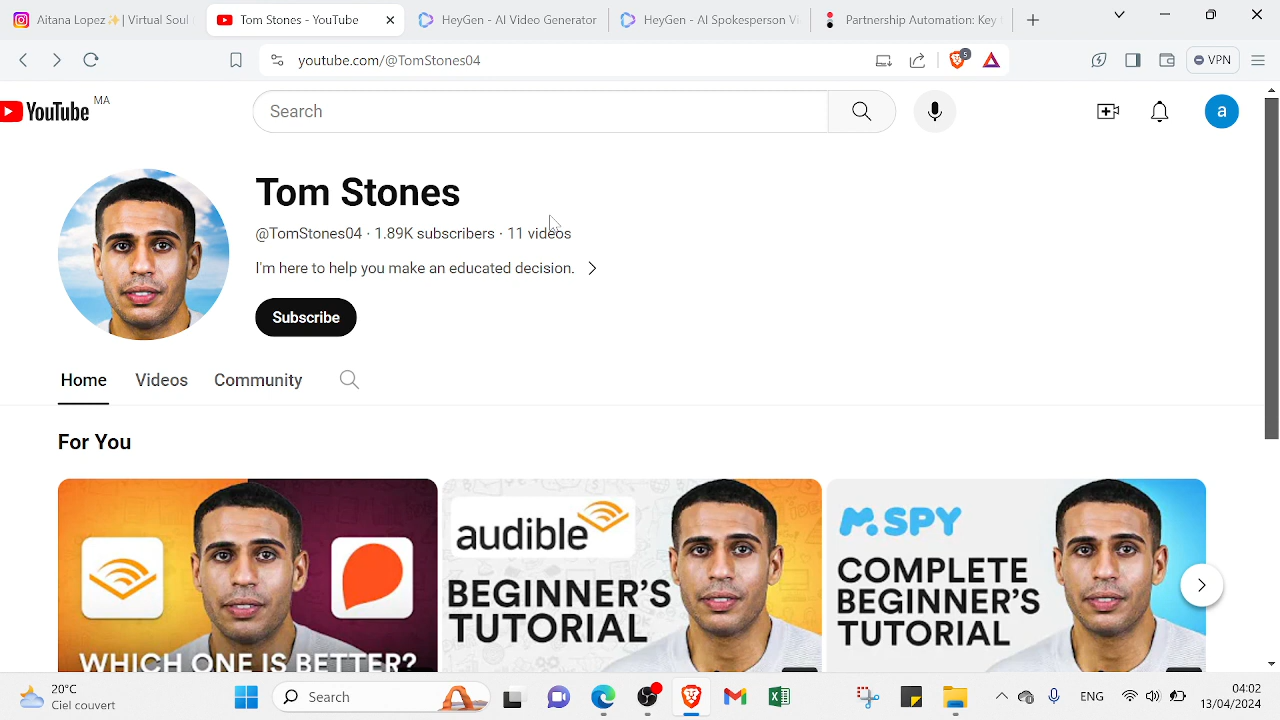 Aitana Lopez✨| Virtual Soul
Tom Stones - YouTube
HeyGen - AI Video Generator
HeyGen - AI Spokesperson Vi
Partnership Automation: Key
youtube.com/@TomStones04
5
VPN
YouTube MA
Search
a
Tom Stones
@TomStones04 · 1.89K subscribers · 11 videos
I'm here to help you make an educated decision.
Subscribe
Home
Videos
Community
For You
WHICH ONE IS BETTER?
audible
BEGINNER'S
TUTORIAL
M.SPY
COMPLETE
BEGINNER'S
TUTORIAL
20°C
Ciel couvert
Search
ENG
04:02
13/04/2024